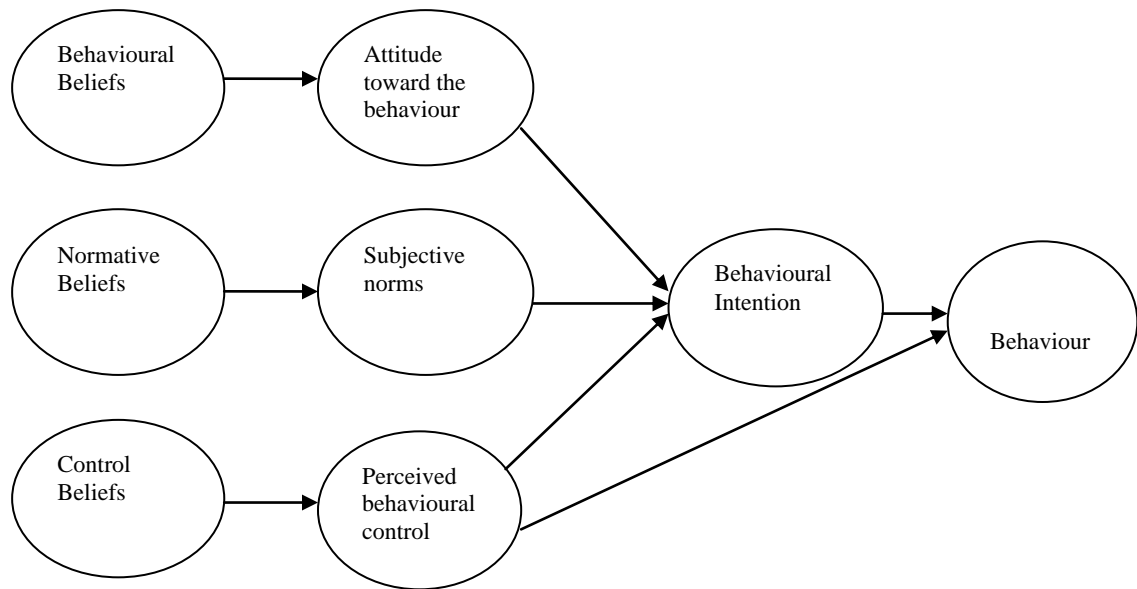 Behavioural
Beliefs
Attitude
toward the
behaviour
Normative
Beliefs
Subjective
norms
Behavioural
Intention
Behaviour
Control
Beliefs
Perceived
behavioural
control